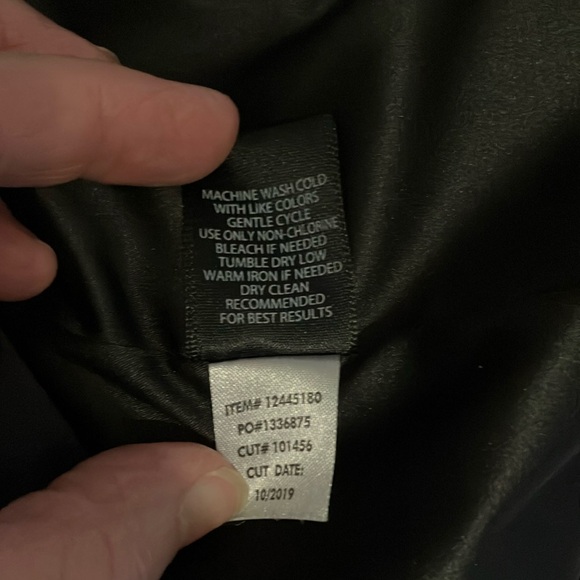 MACHINE WASH COLD
WITH LIKE COLORS
GENTLE CYCLE
USE ONLY NON-CHLORINE
BLEACH IF NEEDED
TUMBLE DRY LOW
WARM IRON IF NEEDED
DRY CLEAN
RECOMMENDED
FOR BEST RESULTS
ITEM# 12445180
PO#1336875
CUT# 101456
CUT DATE:
10/2019